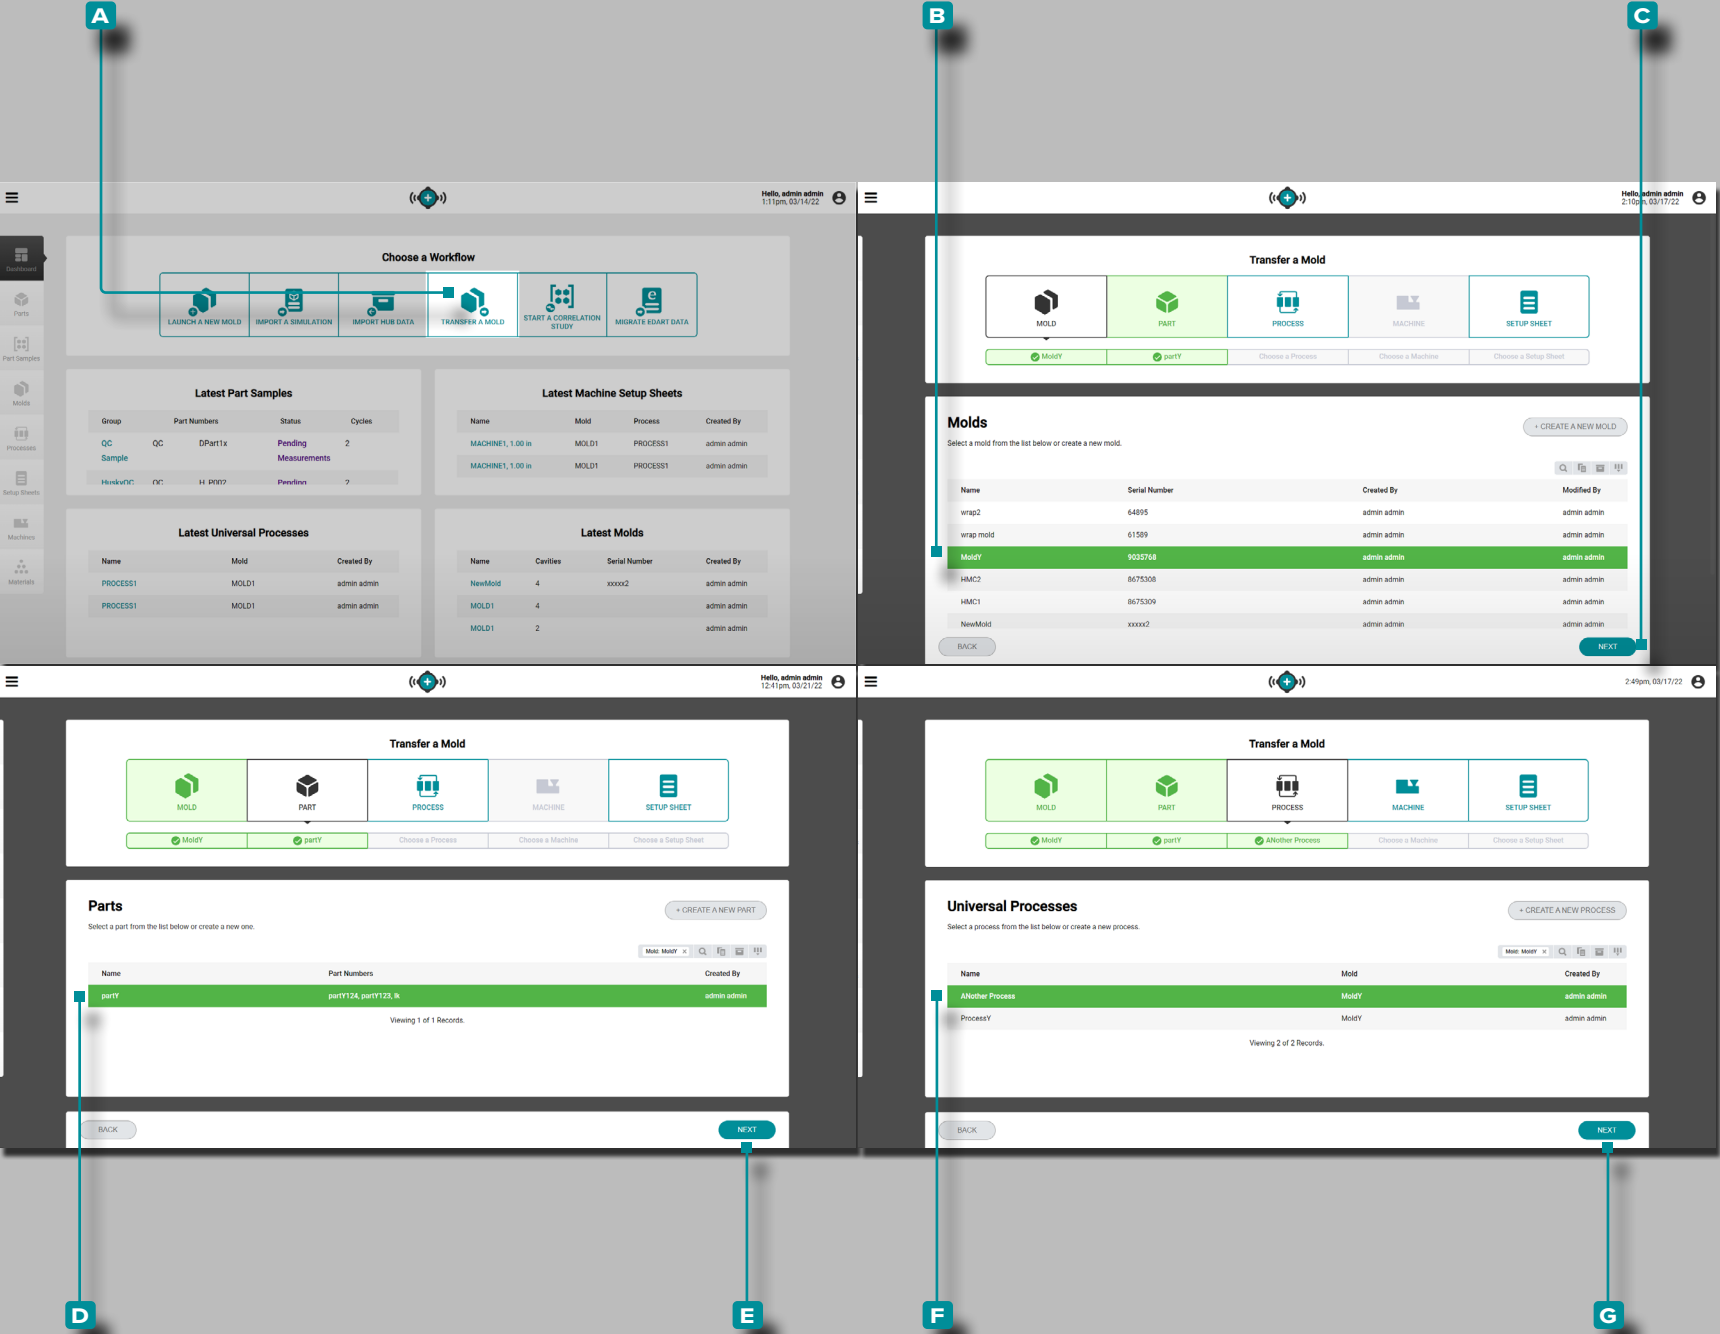 A
B
C
Hello, admin admin
1:11pm, 03/14/22
Dashboard
Parts
Part Samples
Molds
Processes
Setup Sheets
Machines
Materials
Choose a Workflow
LAUNCH A NEW MOLD
IMPORT A SIMULATION
IMPORT HUB DATA
TRANSFER A MOLD
START A CORRELATION
STUDY
MIGRATE EDART DATA
Latest Part Samples
Group Part Numbers Status Cycles
QC QC DPart1x Pending 2
Sample Measurements
HuskyQC QC H_P002 Pending 2
Latest Machine Setup Sheets
Name Mold Process Created By
MACHINE1, 1.00 in MOLD1 PROCESS1 admin admin
MACHINE1, 1.00 in MOLD1 PROCESS1 admin admin
Latest Universal Processes
Name Mold Created By
PROCESS1 MOLD1 admin admin
PROCESS1 MOLD1 admin admin
Latest Molds
Name Cavities Serial Number Created By
NewMold 4 xxxxx2 admin admin
MOLD1 4 admin admin
MOLD1 2 admin admin
Hello, admin admin
2:10pm, 03/17/22
Transfer a Mold
MOLD PART PROCESS MACHINE SETUP SHEET
MoldY partY Choose a Process Choose a Machine Choose a Setup Sheet
Molds
+ CREATE A NEW MOLD
Select a mold from the list below or create a new mold.
Name Serial Number Created By Modified By
wrap2 64895 admin admin admin admin
wrap mold 61589 admin admin admin admin
MoldY 9035768 admin admin admin admin
HMC2 8675308 admin admin admin admin
HMC1 8675309 admin admin admin admin
NewMold xxxxx2 admin admin admin admin
BACK
NEXT
Hello, admin admin
12:41pm, 03/21/22
Transfer a Mold
MOLD PART PROCESS MACHINE SETUP SHEET
MoldY partY Choose a Process Choose a Machine Choose a Setup Sheet
Parts
+ CREATE A NEW PART
Select a part from the list below or create a new one.
Mold: MoldY ×
Name Part Numbers Created By
partY partY124, partY123, lk admin admin
Viewing 1 of 1 Records.
BACK
NEXT
2:49pm, 03/17/22
Transfer a Mold
MOLD PART PROCESS MACHINE SETUP SHEET
MoldY partY ANother Process Choose a Machine Choose a Setup Sheet
Universal Processes
+ CREATE A NEW PROCESS
Select a process from the list below or create a new process.
Mold: MoldY ×
Name Mold Created By
ANother Process MoldY admin admin
ProcessY MoldY admin admin
Viewing 2 of 2 Records.
BACK
NEXT
D
E
F
G